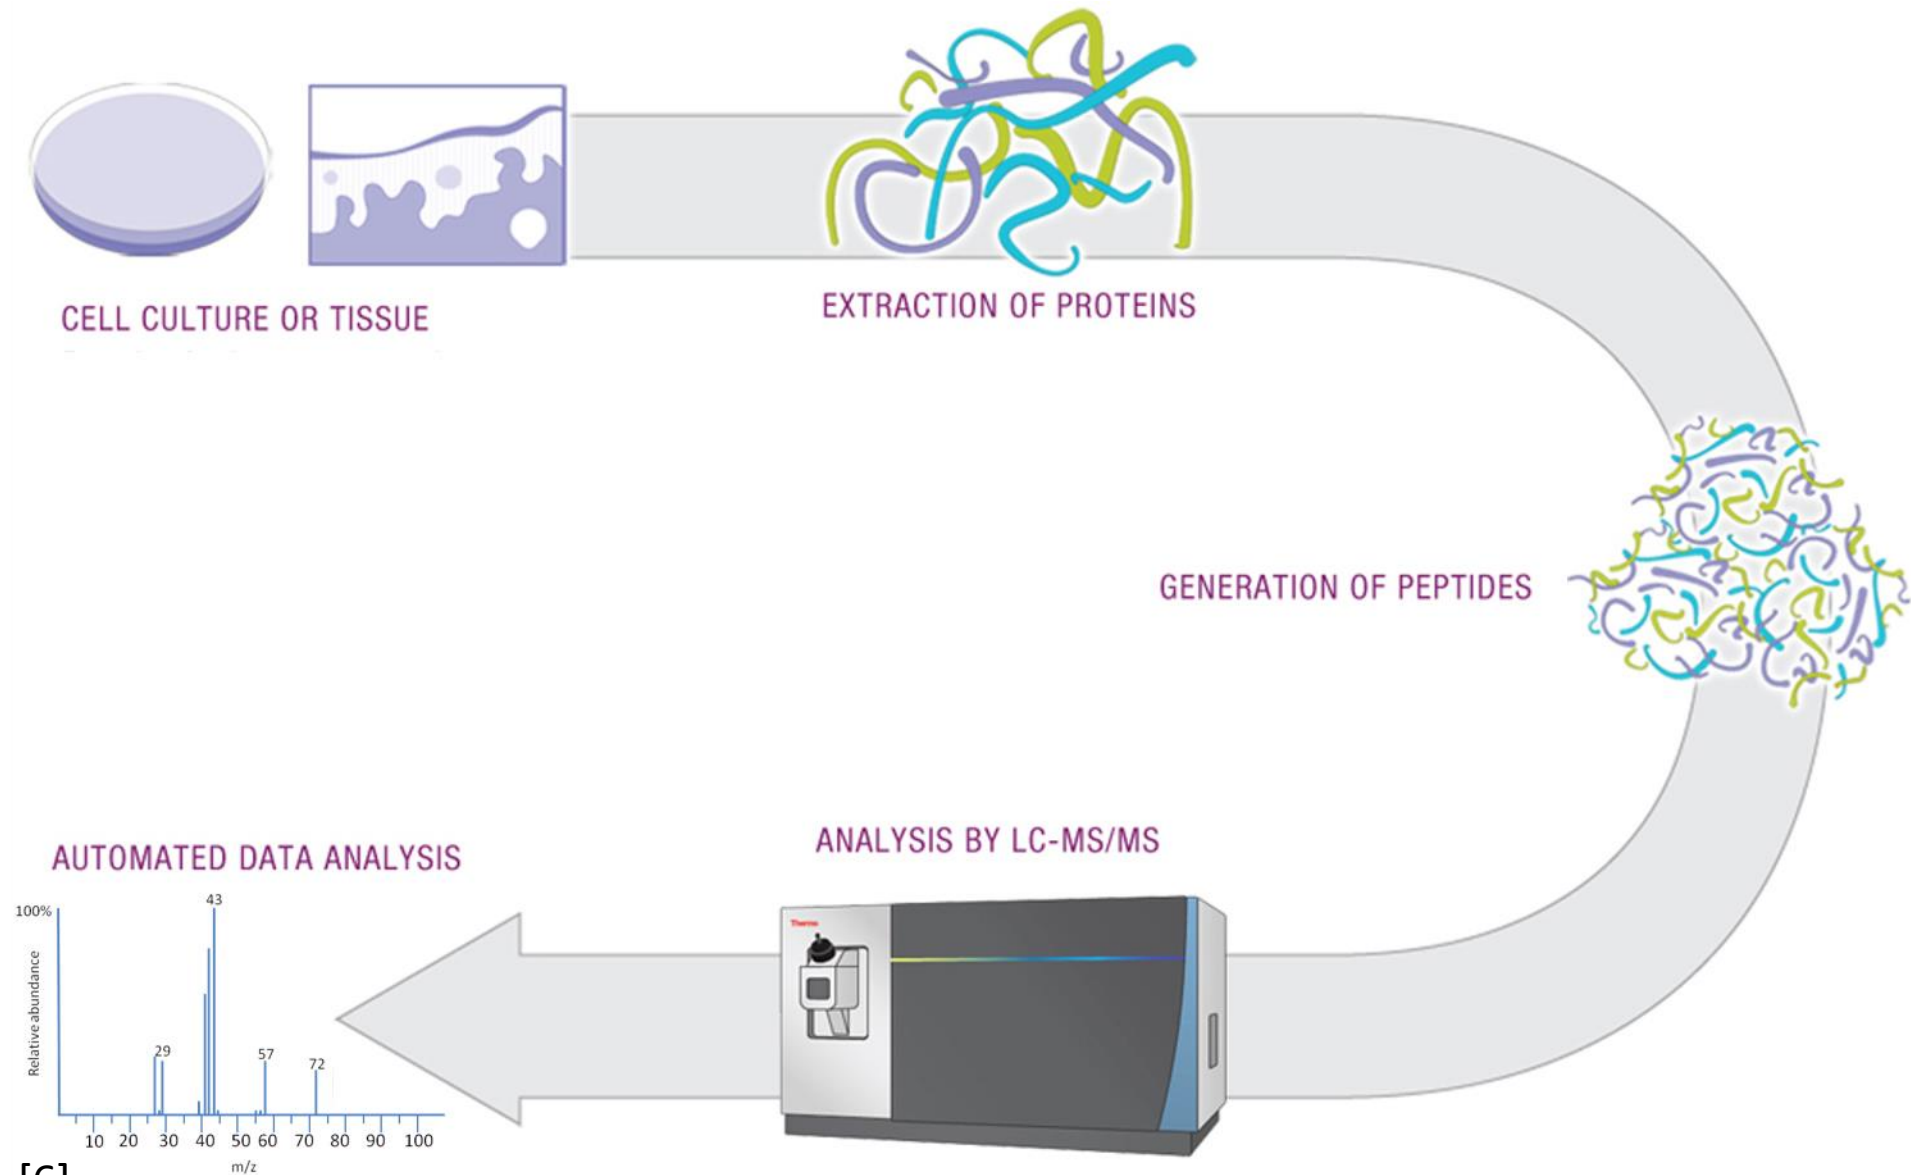 CELL CULTURE OR TISSUE
EXTRACTION OF PROTEINS
GENERATION OF PEPTIDES
ANALYSIS BY LC-MS/MS
Thermo
AUTOMATED DATA ANALYSIS
100%
43
29
57
72
Relative abundance
10 20 30 40 50 60 70 80 90 100
m/z